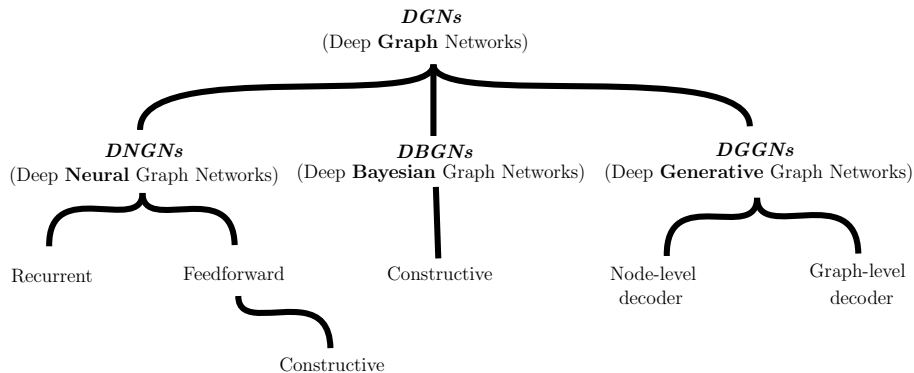 DGNs
(Deep Graph Networks)
DNGNs
(Deep Neural Graph Networks)
DBGNs
(Deep Bayesian Graph Networks)
DGGNs
(Deep Generative Graph Networks)
Recurrent
Feedforward
Constructive
Node-level
decoder
Graph-level
decoder
Constructive